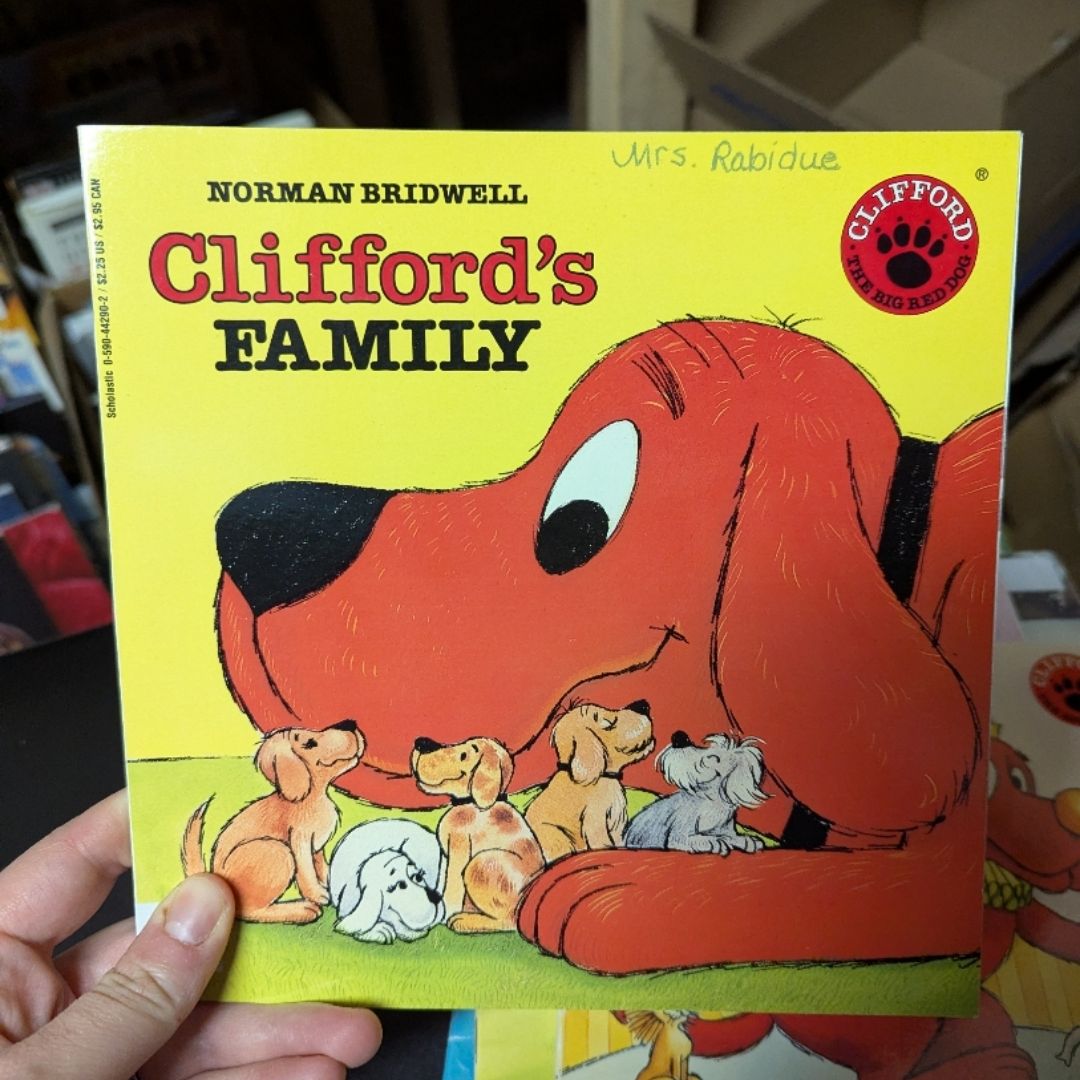 Mrs. Rabidue
NORMAN BRIDWELL
Clifford's
FAMILY
CLIFFORD
THE BIG RED DOG
®
Scholastic 0-590-44290-2 / $2.25 US / $2.95 CAN